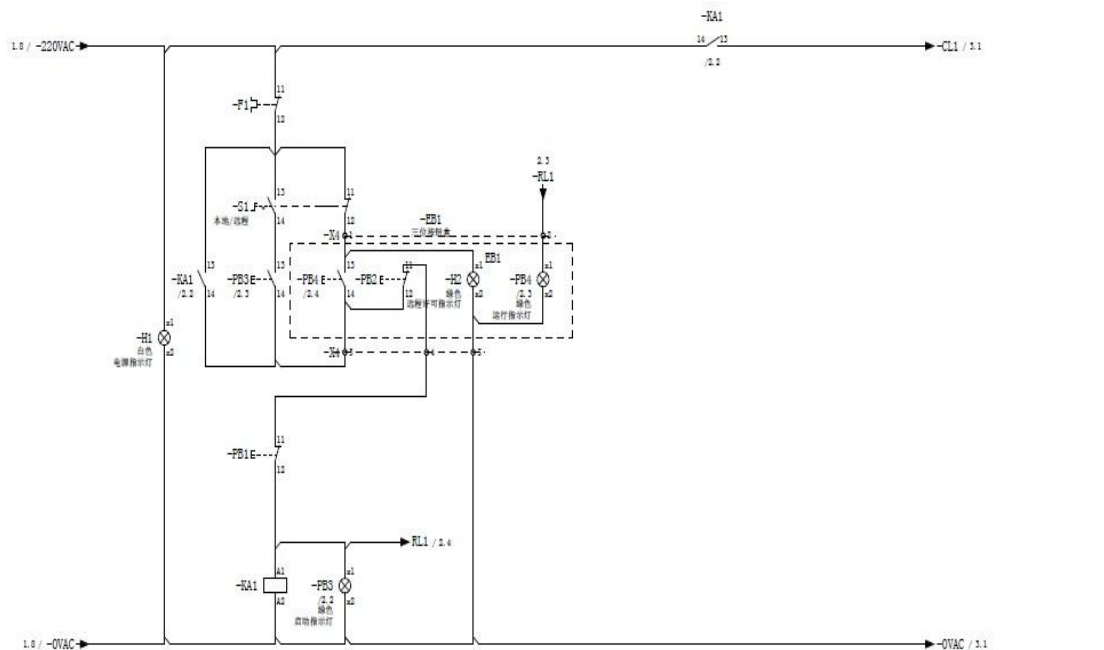 -KA1
14 13
/2.2
1.8 / -220VAC
-CL1 / 3.1
11
-F1
12
2.3
-RL1
13
11
-S1
本地/远程
14
12
-EB1
三位按钮盒
-X4
1
2
EB1
13
-KA1
/2.2
14
13
-PB3
/2.3
14
13
-PB4
/2.4
14
11
-PB2
12
x1
-H2
x2
绿色
远程许可指示灯
x1
-PB4
/2.3
x2
绿色
运行指示灯
x1
-H1
x2
白色
电源指示灯
-X4
3
4
5
11
-PB1
12
RL1 / 2.4
A1
-KA1
A2
x1
-PB3
/2.2
x2
绿色
启动指示灯
1.8 / -0VAC
-0VAC / 3.1